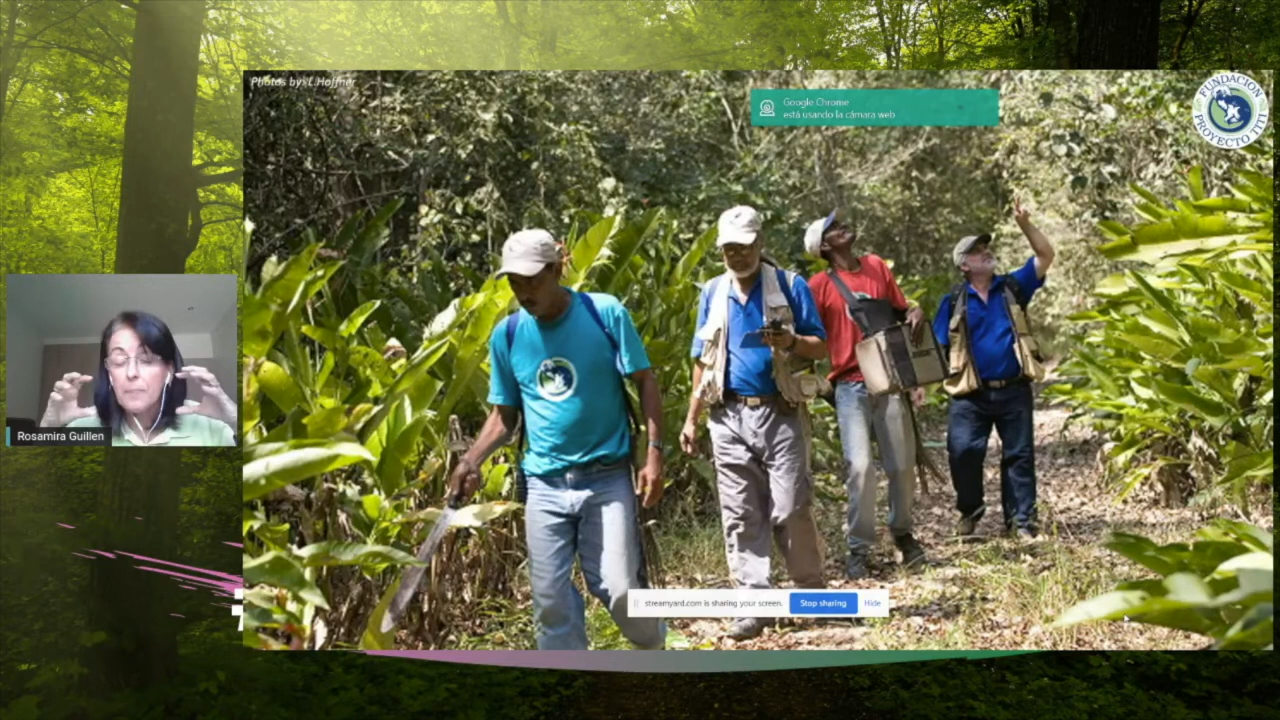 Photos by: L.Hoffner
Google Chrome
está usando la cámara web
FUNDACION
PROYECTO TITI
Rosamira Guillen
streamyard.com is sharing your screen.
Stop sharing
Hide